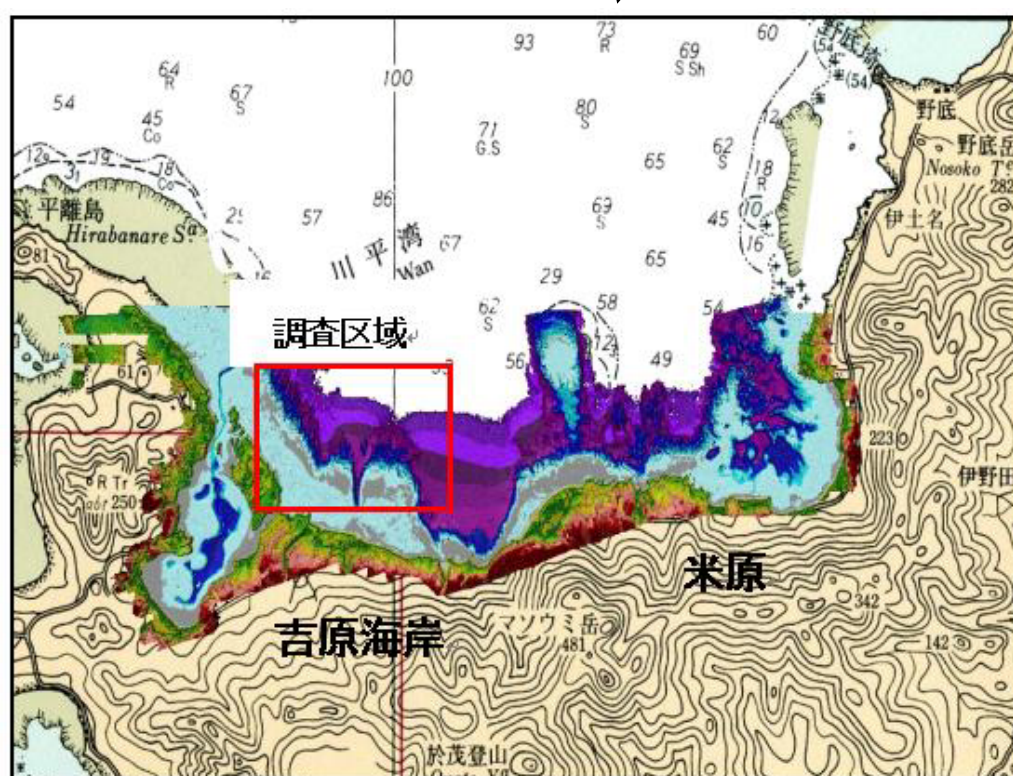 93
73
R
60
野底埼
69
S Sh
(54)
64
R
100
54
67
S
80
S
野底
45
Co
71
G.S
野底岳
Nosoko T
282
62
S
65
18
R
19
18
Co
平離島
Hirabanare S.
86
57
69
S
45
10
伊土名
川平湾
Wan
67
16
65
81
29
62
S
58
54
調査区域
56
49
61
223
R Tr
250
伊野田
米原
342
吉原海岸
マソウミ岳
481
142
於茂登山